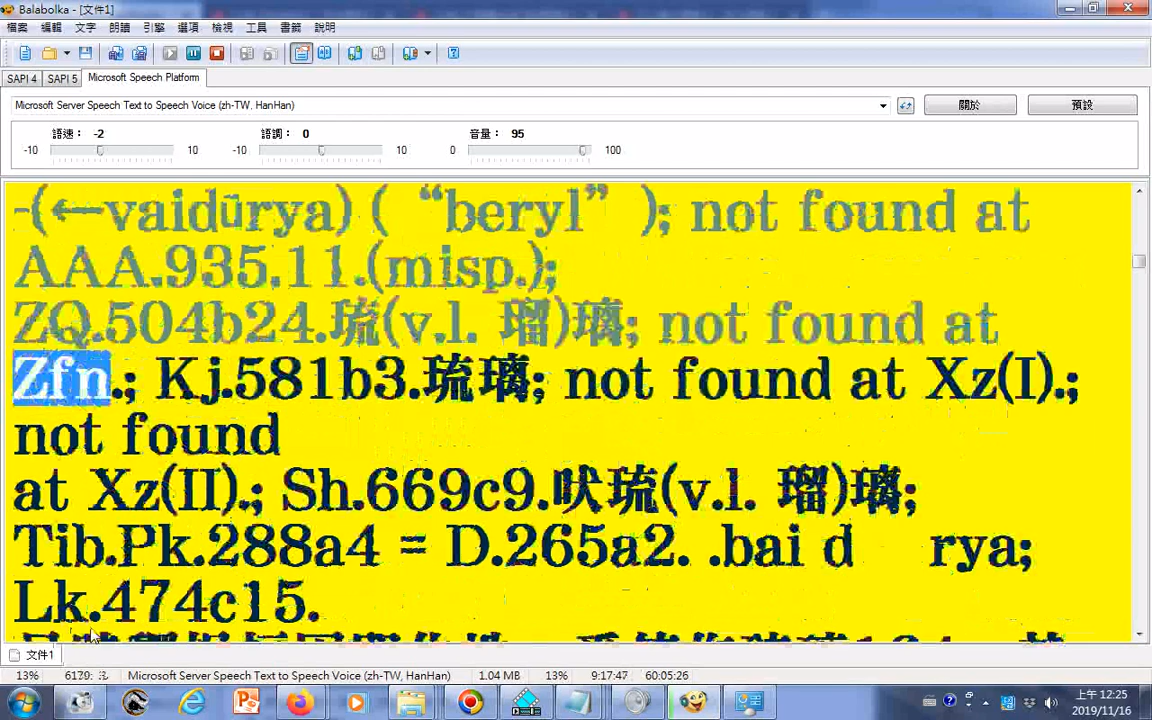 Balabolka - [文件1]
檔案 編輯 文字 朗讀 引擎 選項 檢視 工具 書籤 說明
SAPI 4 SAPI 5 Microsoft Speech Platform
Microsoft Server Speech Text to Speech Voice (zh-TW, HanHan) 關於 預設
語速： -2 語調： 0 音量： 95
-10 10 -10 10 0 100
-(←vaidūrya) (“beryl”); not found at
AAA.935.11.(misp.);
ZQ.504b24.琉(v.l. 瑠)璃; not found at
Zfn.; Kj.581b3.琉璃; not found at Xz(I).;
not found
at Xz(II).; Sh.669c9.吠琉(v.l. 瑠)璃;
Tib.Pk.288a4 = D.265a2. .bai d rya;
Lk.474c15.
文件1
13% Microsoft Server Speech Text to Speech Voice (zh-TW, HanHan) 1.04 MB 13% 9:17:47 60:05:26
上午 12:25
2019/11/16